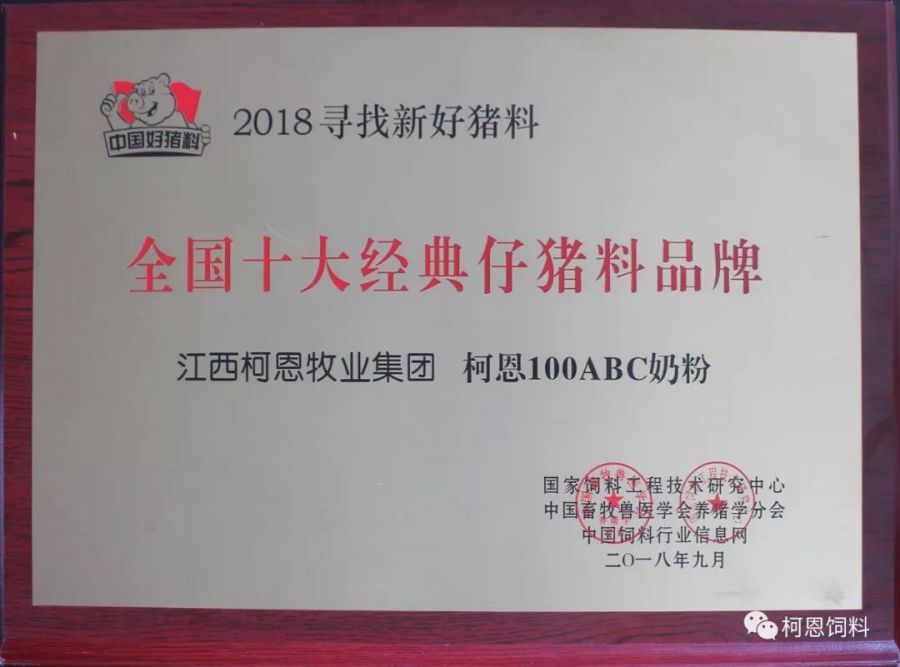 中国好猪料
2018寻找新好猪料
全国十大经典仔猪料品牌
江西柯恩牧业集团 柯恩100ABC奶粉
国家饲料工程技术研究中心
中国畜牧兽医学会养猪学分会
中国饲料行业信息网
二〇一八年九月
柯恩饲料